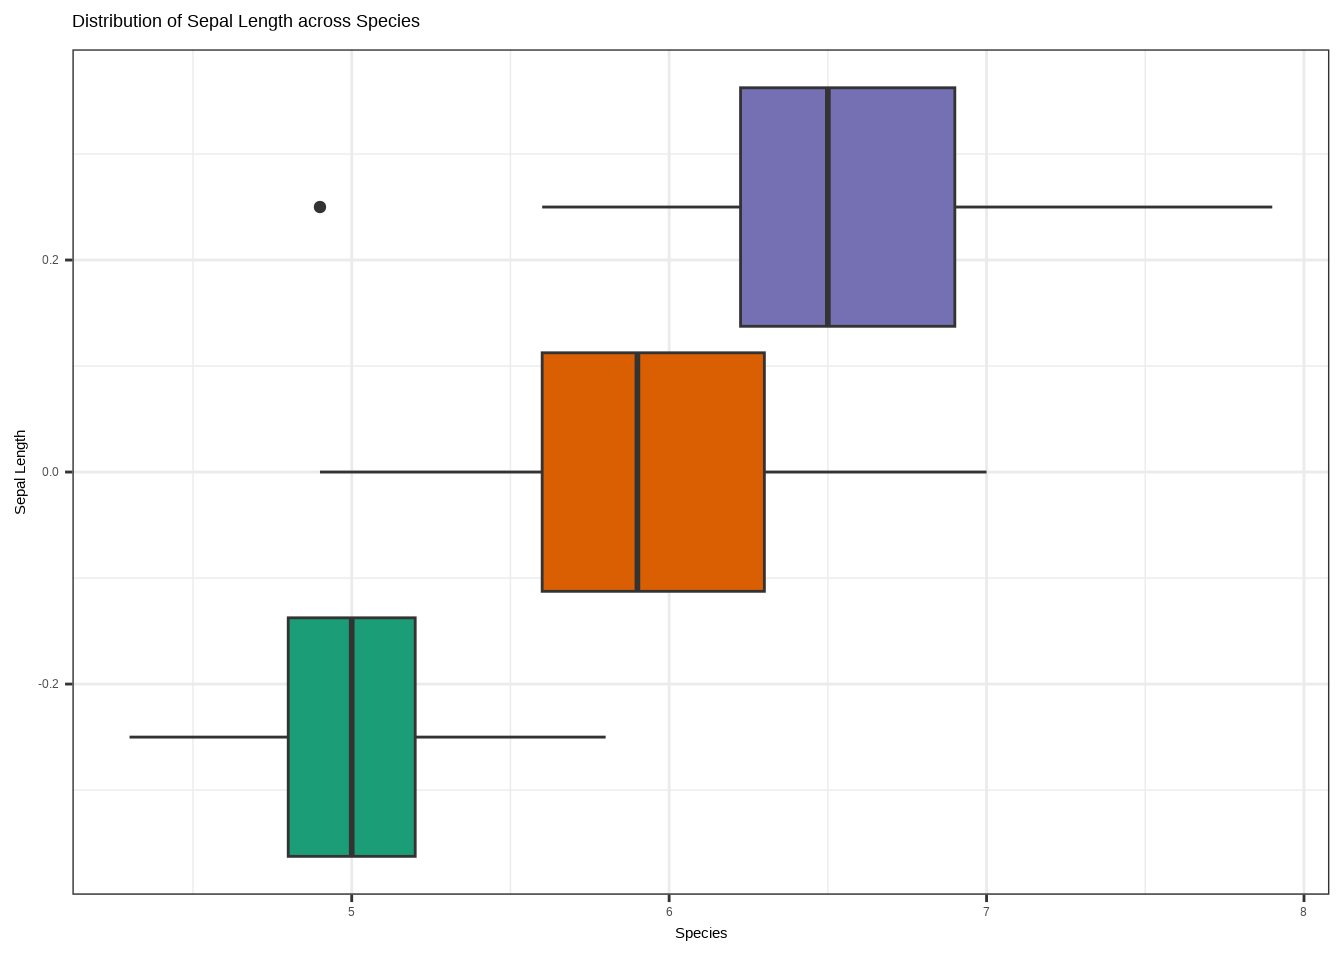 Distribution of Sepal Length across Species
0.2
0.0
-0.2
Sepal Length
5 6 7 8
Species